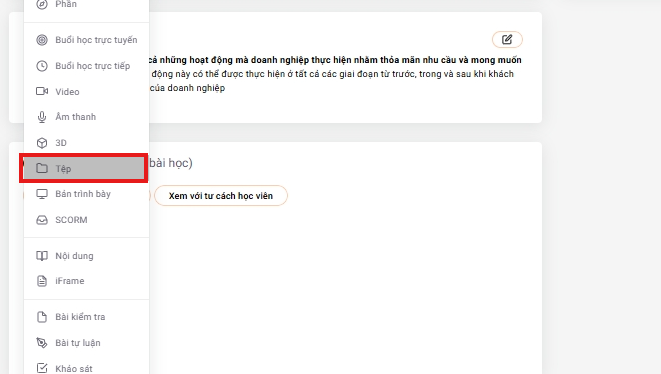 Phần
Buổi học trực tuyến
Buổi học trực tiếp
Video
Âm thanh
3D
Tệp
Bản trình bày
SCORM
Nội dung
iFrame
Bài kiểm tra
Bài tự luận
Khảo sát
cả những hoạt động mà doanh nghiệp thực hiện nhằm thỏa mãn nhu cầu và mong muốn
động này có thể được thực hiện ở tất cả các giai đoạn từ trước, trong và sau khi khách
của doanh nghiệp
bài học)
Xem với tư cách học viên